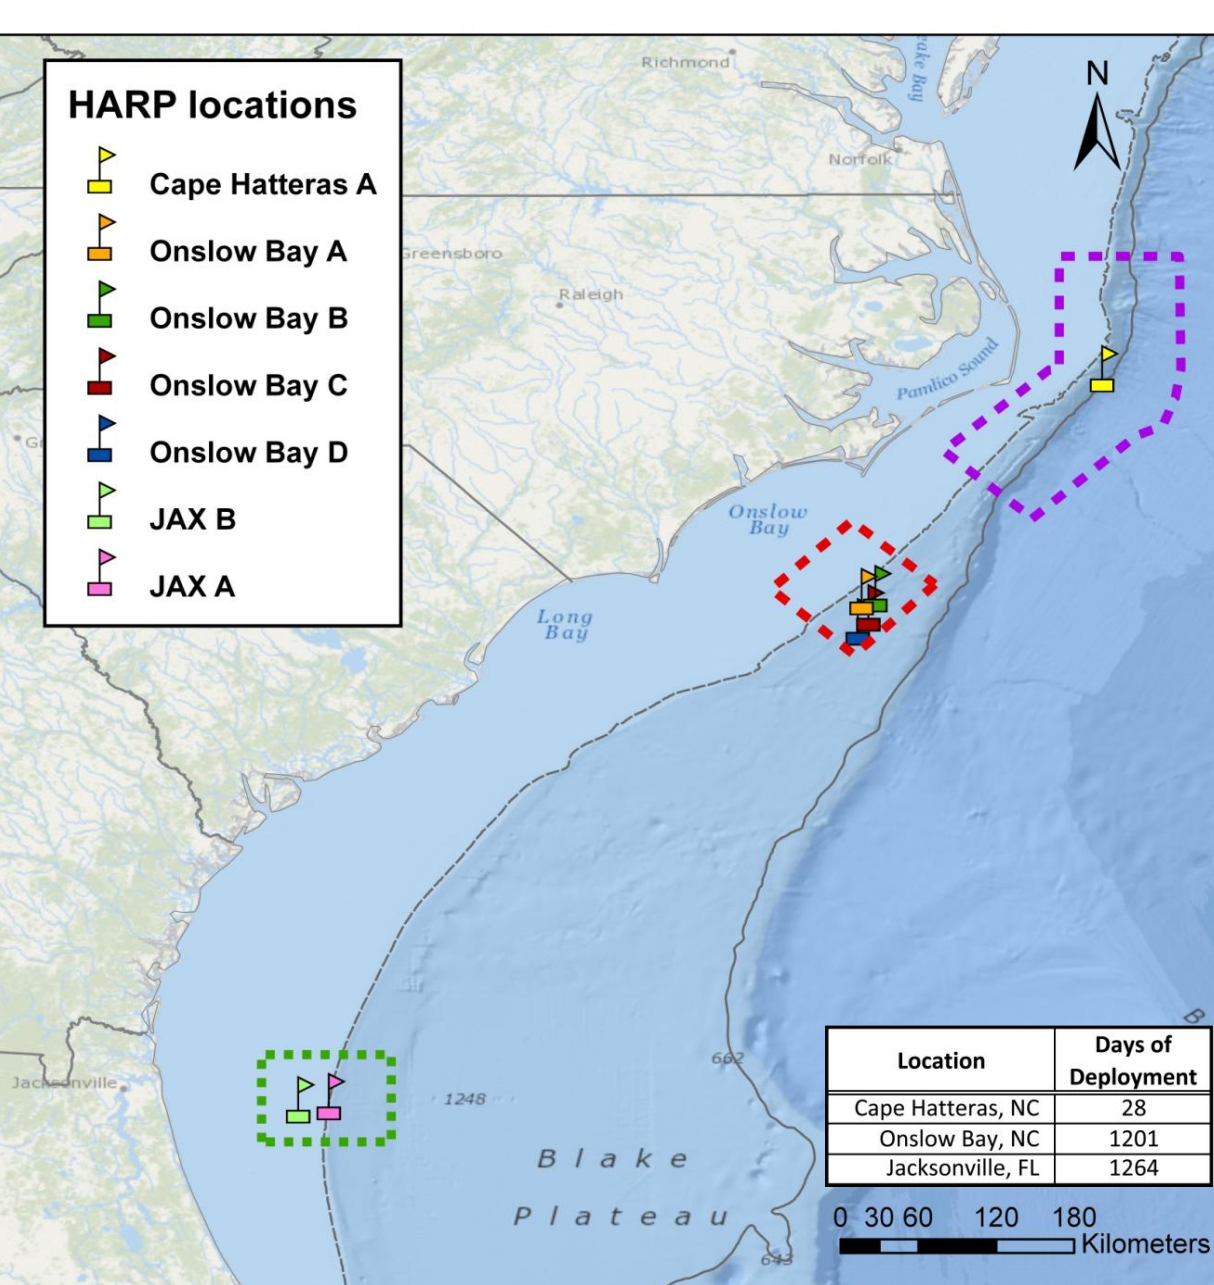 HARP locations
Cape Hatteras A
Onslow Bay A
Onslow Bay B
Onslow Bay C
Onslow Bay D
JAX B
JAX A
Richmond
N
Norfolk
Greensboro
Raleigh
Pamlico Sound
Onslow
Bay
Long
Bay
Jacksonville
662
1248
Blake
Plateau
643
B
Location
Days of
Deployment
Cape Hatteras, NC
28
Onslow Bay, NC
1201
Jacksonville, FL
1264
0 30 60 120 180
Kilometers